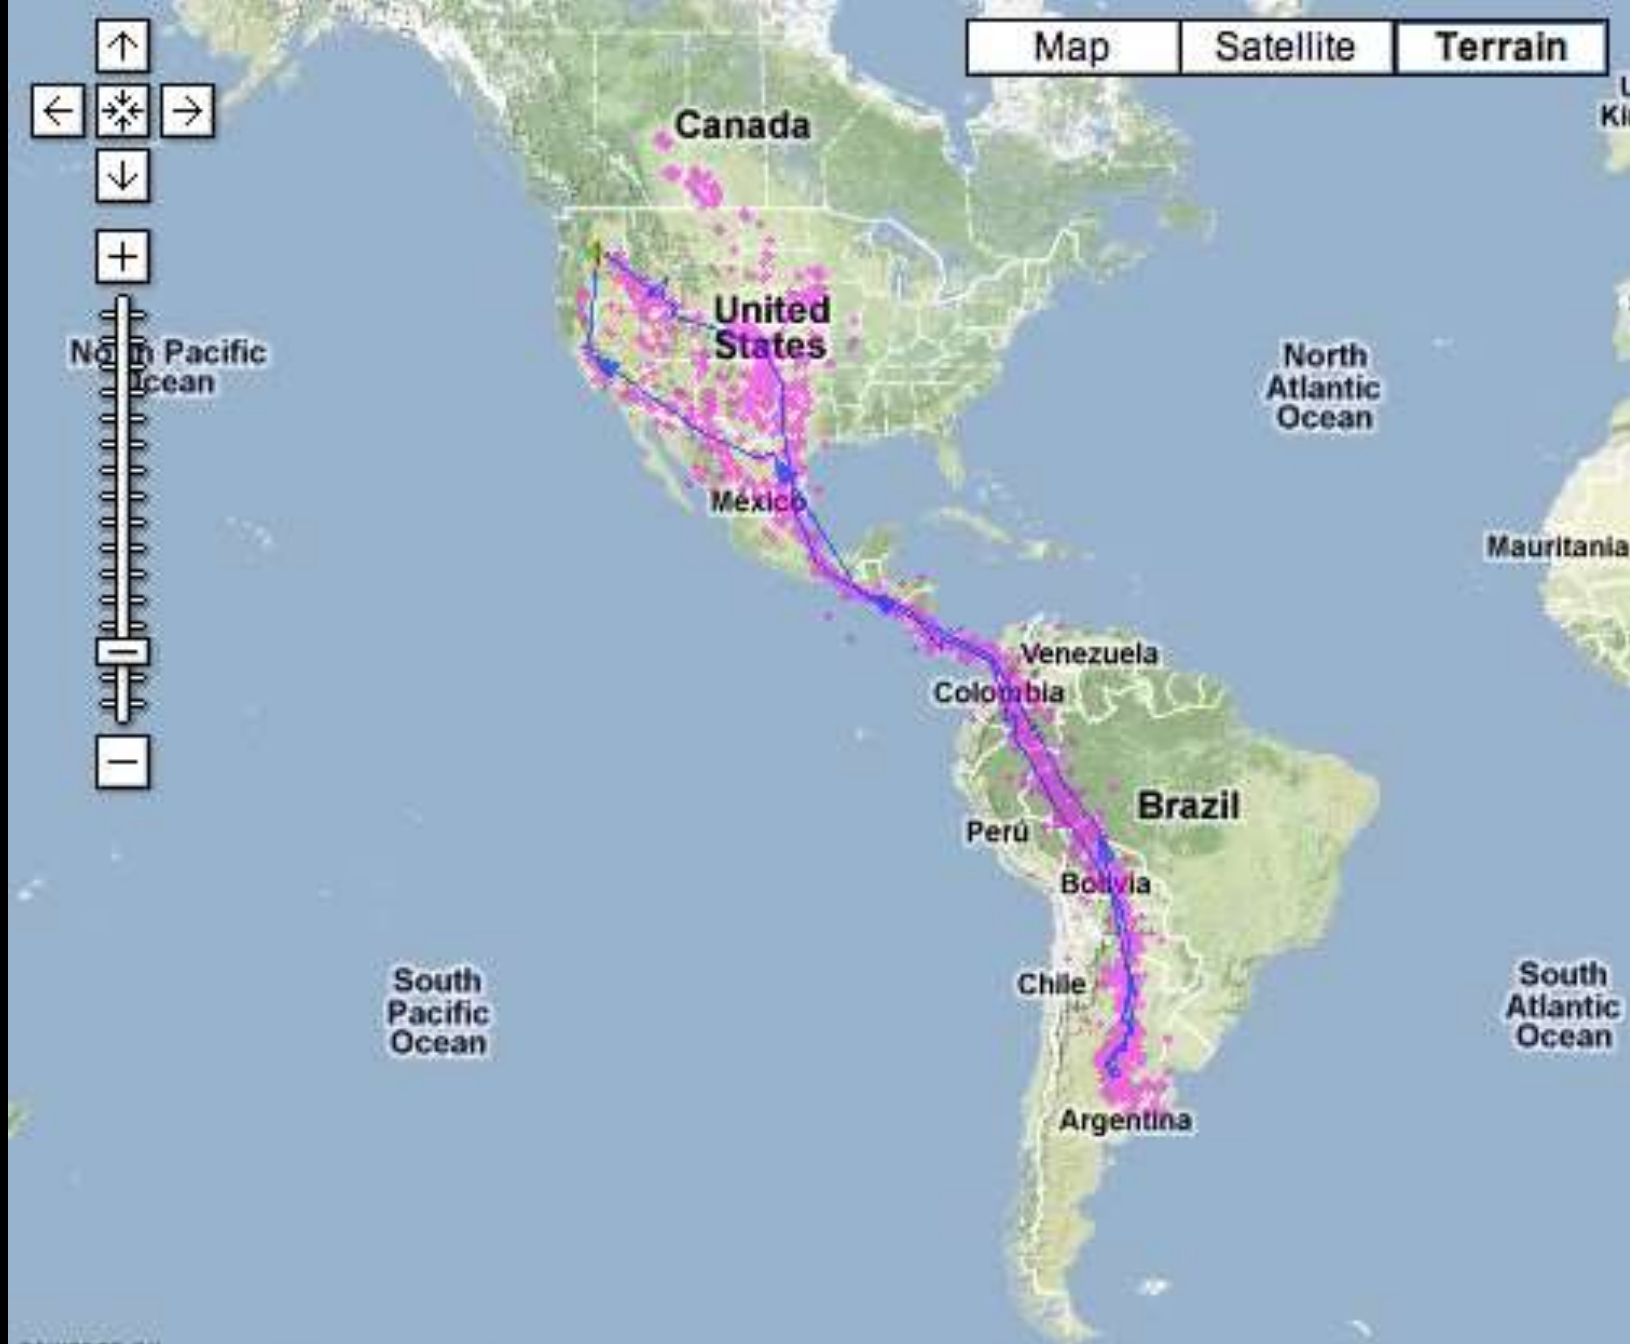 Map
Satellite
Terrain
Canada
United
States
North Pacific
Ocean
North
Atlantic
Ocean
México
Mauritania
Venezuela
Colombia
Brazil
Perú
Bolivia
Chile
South
Pacific
Ocean
South
Atlantic
Ocean
Argentina